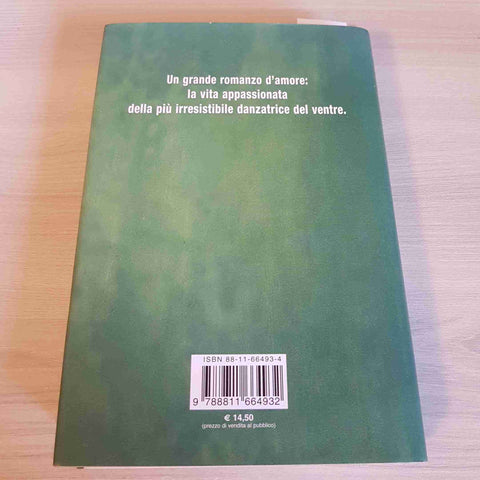 Un grande romanzo d'amore:
la vita appassionata
della più irresistibile danzatrice del ventre.
ISBN 88-11-66493-4
9 788811 664932
€ 14,50
(prezzo di vendita al pubblico)